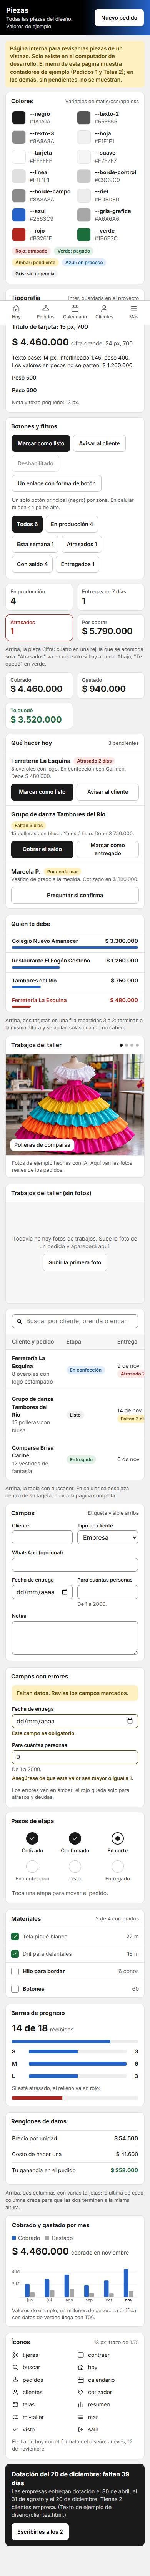 Piezas
Todas las piezas del diseño.
Valores de ejemplo.
Nuevo pedido
Página interna para revisar las piezas de un
vistazo. Solo existe en el computador de
desarrollo. El menú de esta página muestra
contadores de ejemplo (Pedidos 1 y Telas 2); en
las demás, sin pendientes, no se muestran.
Colores
Variables de static/css/app.css
--negro
#1A1A1A
--texto-2
#555555
--texto-3
#8A8A8A
--hoja
#F1F1F1
--tarjeta
#FFFFFF
--suave
#F7F7F7
--linea
#E1E1E1
--borde-control
#C9C9C9
--borde-campo
#8A8A8A
--riel
#EDEDED
--azul
#2563C9
--gris-grafica
#A6A6A6
--rojo
#B3261E
--verde
#1B6E3C
Rojo: atrasado
Verde: pagado
Ámbar: pendiente
Azul: en proceso
Gris: sin urgencia
Tipografía
Inter, guardada en el proyecto
Hoy
Pedidos
Calendario
Clientes
Más
Título de tarjeta: 15 px, 700
$ 4.460.000 cifra grande: 24 px, 700
Texto base: 14 px, interlineado 1.45, peso 400.
Los valores en pesos no se parten: $ 1.260.000.
Peso 500
Peso 600
Nota y texto pequeño: 13 px.
Botones y filtros
Marcar como listo
Avisar al cliente
Deshabilitado
Un enlace con forma de botón
Un solo botón principal (negro) por zona. En celular
miden 44 px de alto.
Todos 6
En producción 4
Esta semana 1
Atrasados 1
Con saldo 4
Entregados 1
En producción
4
Entregas en 7 días
1
Atrasados
1
Por cobrar
$ 5.790.000
Arriba, la pieza Cifra: cuatro en una rejilla que se acomoda
sola. "Atrasados" va en rojo solo si hay alguno. Abajo, "Te
quedó" en verde.
Cobrado
$ 4.460.000
Gastado
$ 940.000
Te quedó
$ 3.520.000
Qué hacer hoy
3 pendientes
Ferretería La Esquina
Atrasado 2 días
8 overoles con logo. En confección con Carmen.
Debe $ 480.000.
Marcar como listo
Avisar al cliente
Grupo de danza Tambores del Río
Faltan 3 días
15 polleras con blusa. Ya está listo. Debe $ 750.000.
Cobrar el saldo
Marcar como
entregado
Marcela P.
Por confirmar
Vestido de grado a la medida. Cotizado en $ 380.000.
Preguntar si confirma
Quién te debe
Colegio Nuevo Amanecer
$ 3.300.000
Restaurante El Fogón Costeño
$ 1.260.000
Tambores del Río
$ 750.000
Ferretería La Esquina
$ 480.000
Arriba, dos tarjetas en una fila repartidas 3 a 2: terminan a
la misma altura y se apilan solas cuando no caben.
Trabajos del taller
Polleras de comparsa
Fotos de ejemplo hechas con IA. Aquí van las fotos
reales de los pedidos.
Trabajos del taller (sin fotos)
Todavía no hay fotos de trabajos. Sube la foto de
un pedido y aparecerá aquí.
Subir la primera foto
Buscar por cliente, prenda o encar
Cliente y pedido
Etapa
Entrega
Ferretería La
Esquina
8 overoles con
logo estampado
En confección
9 de nov
Atrasado 2
Grupo de danza
Tambores del
Río
15 polleras con
blusa
Listo
14 de nov
Faltan 3 dí
Comparsa Brisa
Caribe
12 vestidos de
fantasía
Entregado
6 de nov
Arriba, la tabla con buscador. En celular se desplaza
dentro de su tarjeta, nunca la página completa.
Campos
Etiqueta visible arriba
Cliente
Tipo de cliente
Empresa
WhatsApp (opcional)
Fecha de entrega
dd/mm/aaaa
Para cuántas personas
De 1 a 2000.
Notas
Campos con errores
Faltan datos. Revisa los campos marcados.
Fecha de entrega
dd/mm/aaaa
Este campo es obligatorio.
Para cuántas personas
0
De 1 a 2000.
Asegúrese de que este valor sea mayor o igual a 1.
Los errores van en ámbar: el rojo queda solo para
atrasos y deudas.
Pasos de etapa
Cotizado
Confirmado
En corte
En confección
Listo
Entregado
Toca una etapa para mover el pedido.
Materiales
2 de 4 comprados
Tela piqué blanca
22 m
Dril para delantales
18 m
Hilo para bordar
6 conos
Botones
60
Barras de progreso
14 de 18 recibidas
S
3
M
6
L
3
Si está atrasado, el relleno va en rojo:
Renglones de datos
Precio por unidad
$ 54.500
Costo de hacer una
$ 41.600
Tu ganancia en el pedido
$ 258.000
Arriba, dos columnas con varias tarjetas: la última de cada
columna crece para que las dos terminen a la misma
altura.
Cobrado y gastado por mes
Cobrado
Gastado
$ 4.460.000 cobrado en noviembre
4 M
2 M
jun
jul
ago
sep
oct
nov
Valores de ejemplo, en millones de pesos. La gráfica
con datos de verdad llega con T06.
Íconos
18 px, trazo de 1.75
tijeras
contraer
buscar
hoy
pedidos
calendario
clientes
cotizador
telas
resumen
mi-taller
mas
visto
salir
Fecha de hoy con el formato del diseño: Jueves, 12
de noviembre.
Dotación del 20 de diciembre: faltan 39
días
Las empresas entregan dotación el 30 de abril, el
31 de agosto y el 20 de diciembre. Tienes 2
clientes empresa. (Texto de ejemplo de
diseno/clientes.html.)
Escribirles a los 2